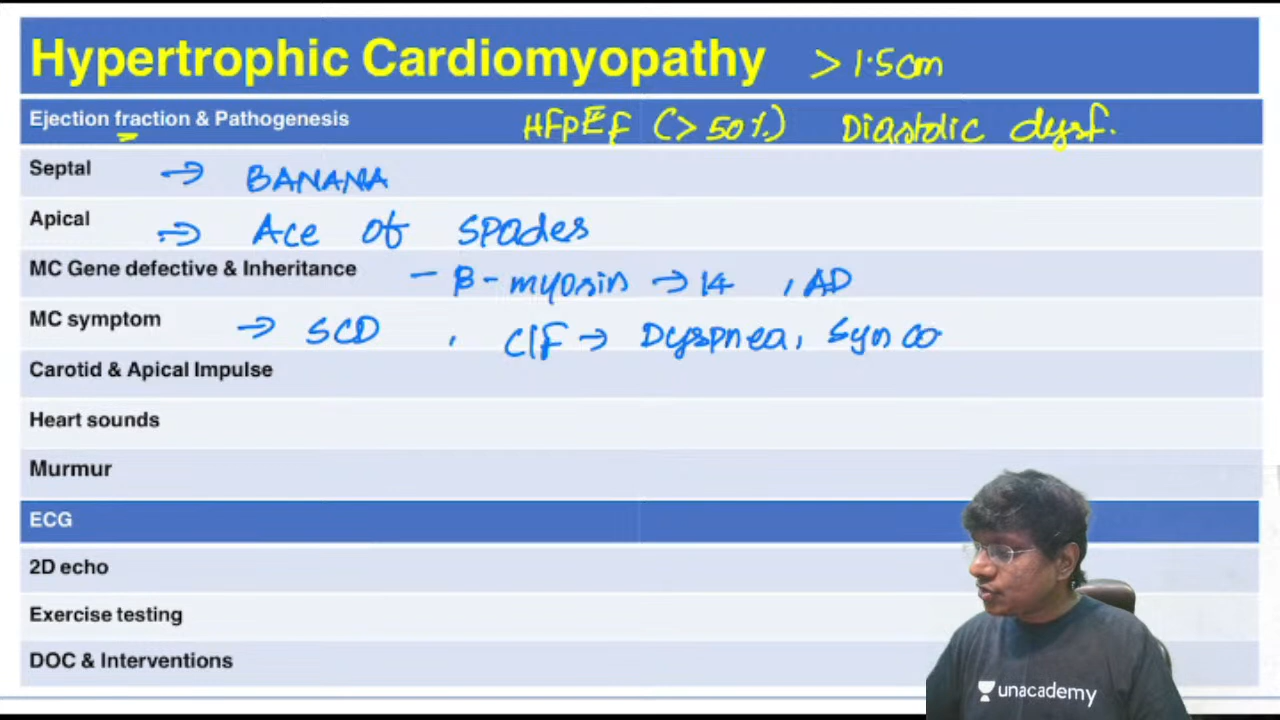 Hypertrophic Cardiomyopathy > 1.5cm
Ejection fraction & Pathogenesis HFpEF (>50%) Diastolic dysf.
Septal → BANANA
Apical → Ace of spades
MC Gene defective & Inheritance - β-myosin → 14, AD
MC symptom → SCD, C/F → Dyspnea, Synco
Carotid & Apical Impulse
Heart sounds
Murmur
ECG
2D echo
Exercise testing
DOC & Interventions
unacademy